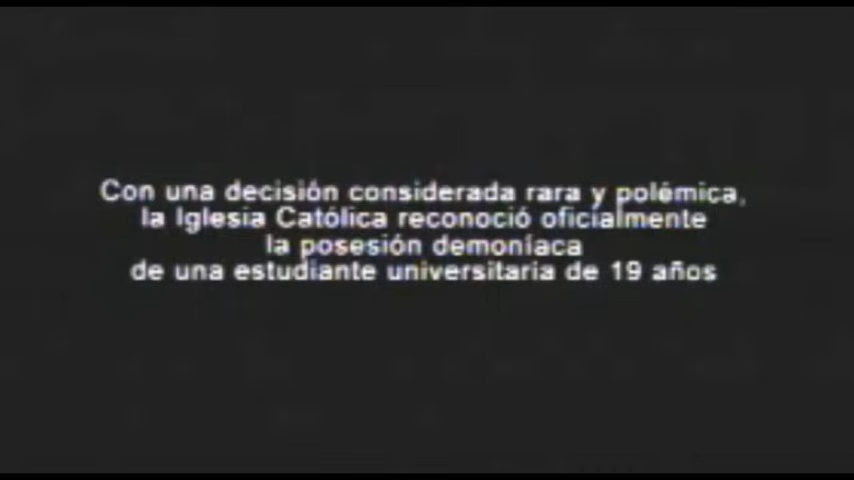 Con una decisión considerada rara y polémica,
la Iglesia Católica reconoció oficialmente
la posesión demoníaca
de una estudiante universitaria de 19 años